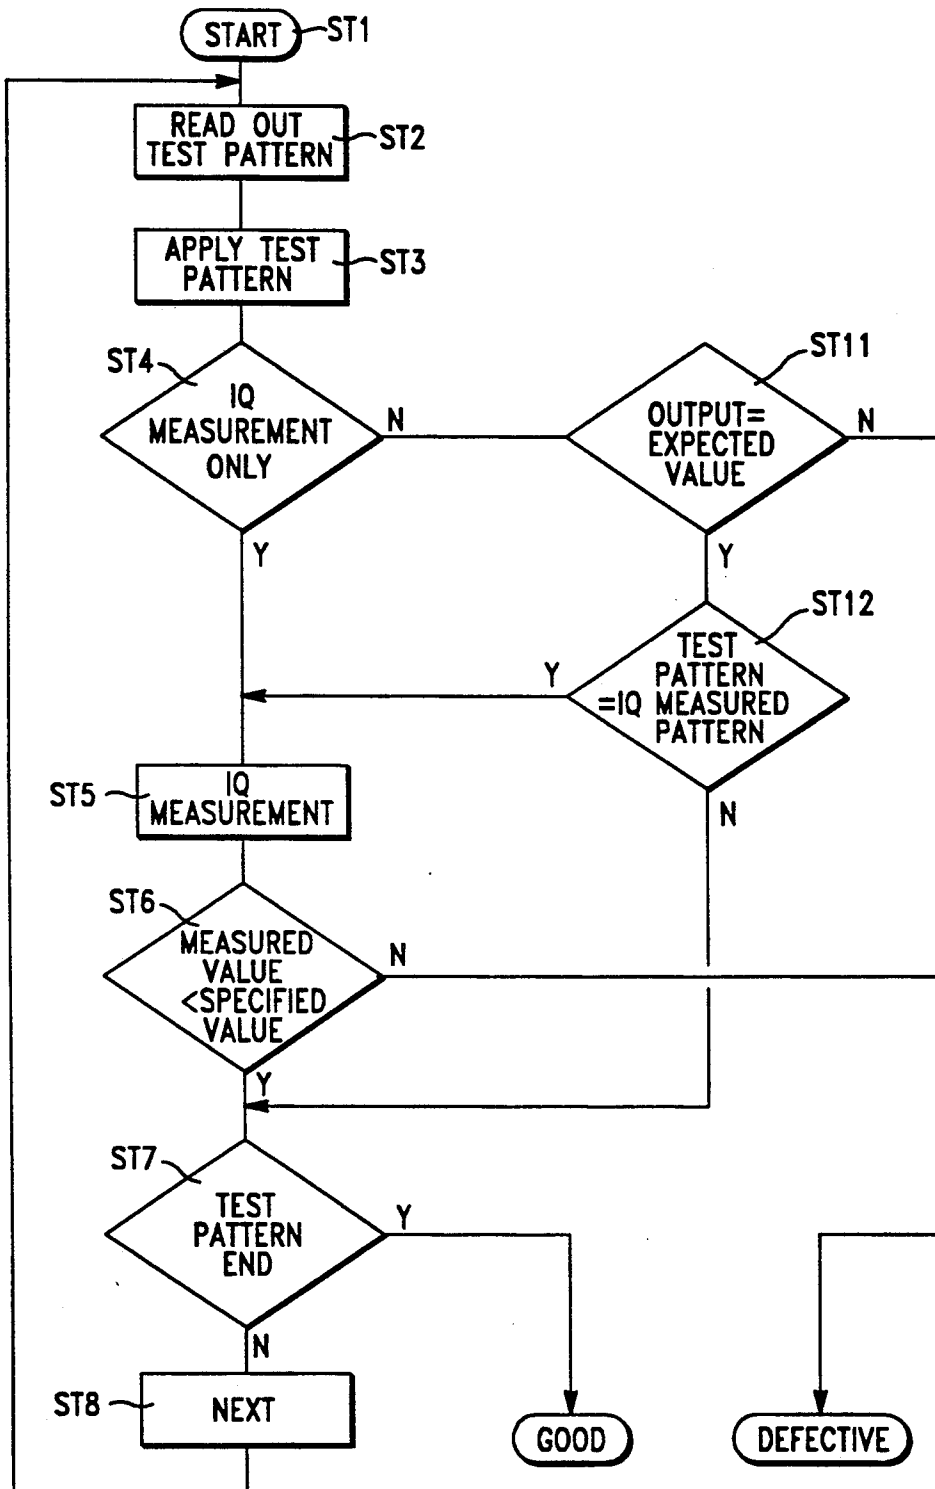 START
ST1
READ OUT
TEST PATTERN
ST2
APPLY TEST
PATTERN
ST3
ST4
IQ
MEASUREMENT
ONLY
N
Y
ST11
OUTPUT=
EXPECTED
VALUE
N
Y
ST12
TEST
PATTERN
=IQ MEASURED
PATTERN
Y
N
ST5
IQ
MEASUREMENT
ST6
MEASURED
VALUE
<SPECIFIED
VALUE
N
Y
ST7
TEST
PATTERN
END
Y
N
ST8
NEXT
GOOD
DEFECTIVE